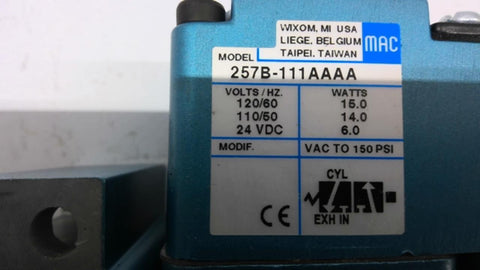 WIXOM, MI USA
LIEGE, BELGIUM
TAIPEI, TAIWAN
MAC
MODEL
257B-111AAAA
VOLTS / HZ. WATTS
120/60 15.0
110/50 14.0
24 VDC 6.0
MODIF. VAC TO 150 PSI
CYL
CE EXH IN